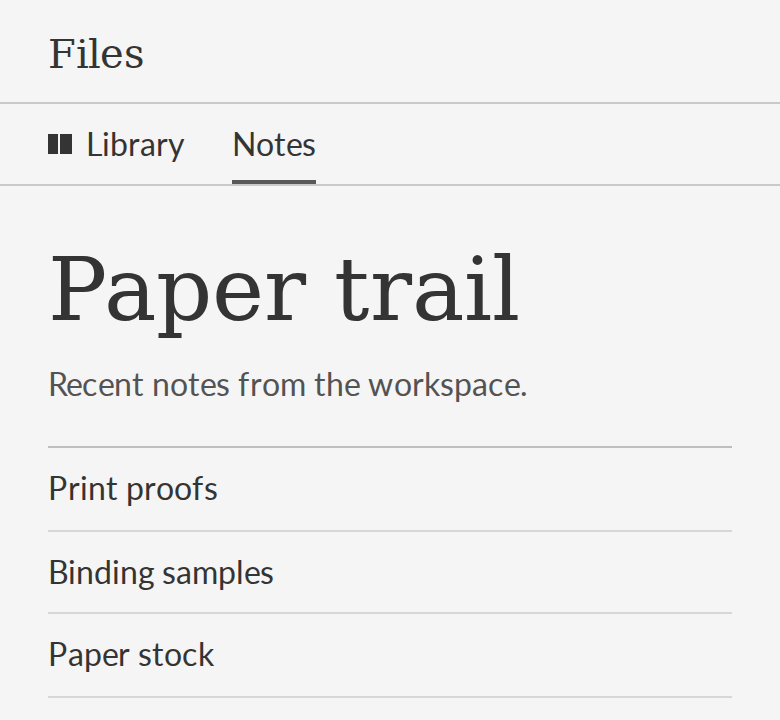 Files
Library Notes
Paper trail
Recent notes from the workspace.
Print proofs
Binding samples
Paper stock